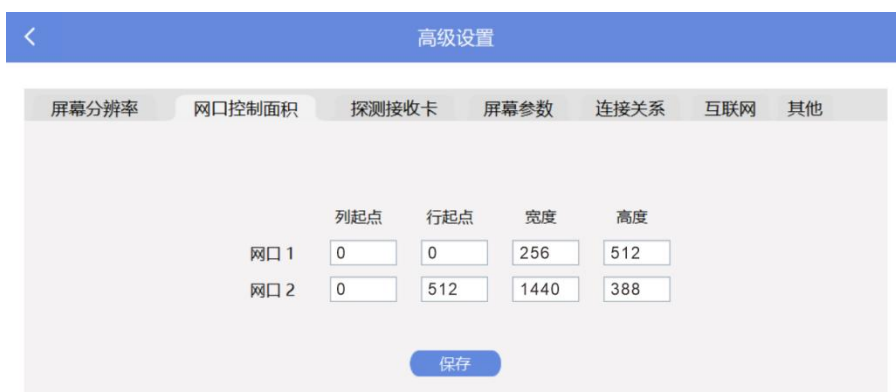 高级设置
屏幕分辨率 网口控制面积 探测接收卡 屏幕参数 连接关系 互联网 其他
列起点 行起点 宽度 高度
网口 1 0 0 256 512
网口 2 0 512 1440 388
保存